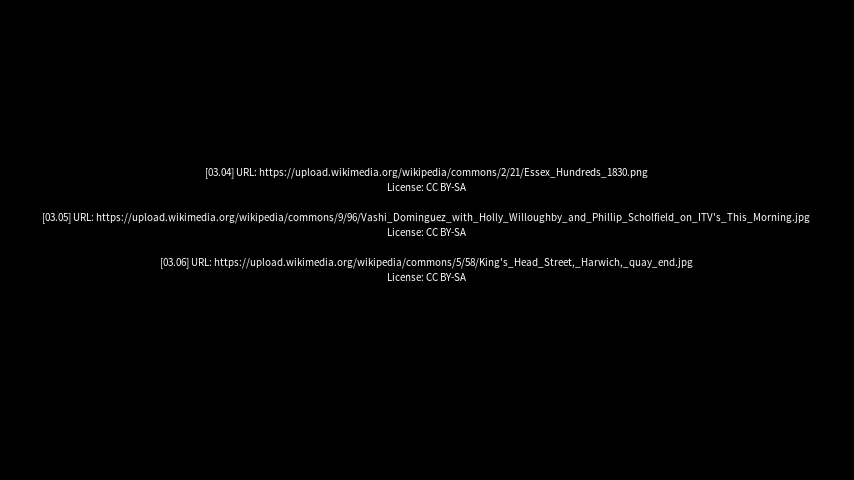 [03.04] URL: https://upload.wikimedia.org/wikipedia/commons/2/21/Essex_Hundreds_1830.png
License: CC BY-SA
[03.05] URL: https://upload.wikimedia.org/wikipedia/commons/9/96/Vashi_Dominguez_with_Holly_Willoughby_and_Phillip_Scholfield_on_ITV's_This_Morning.jpg
License: CC BY-SA
[03.06] URL: https://upload.wikimedia.org/wikipedia/commons/5/58/King's_Head_Street,_Harwich,_quay_end.jpg
License: CC BY-SA